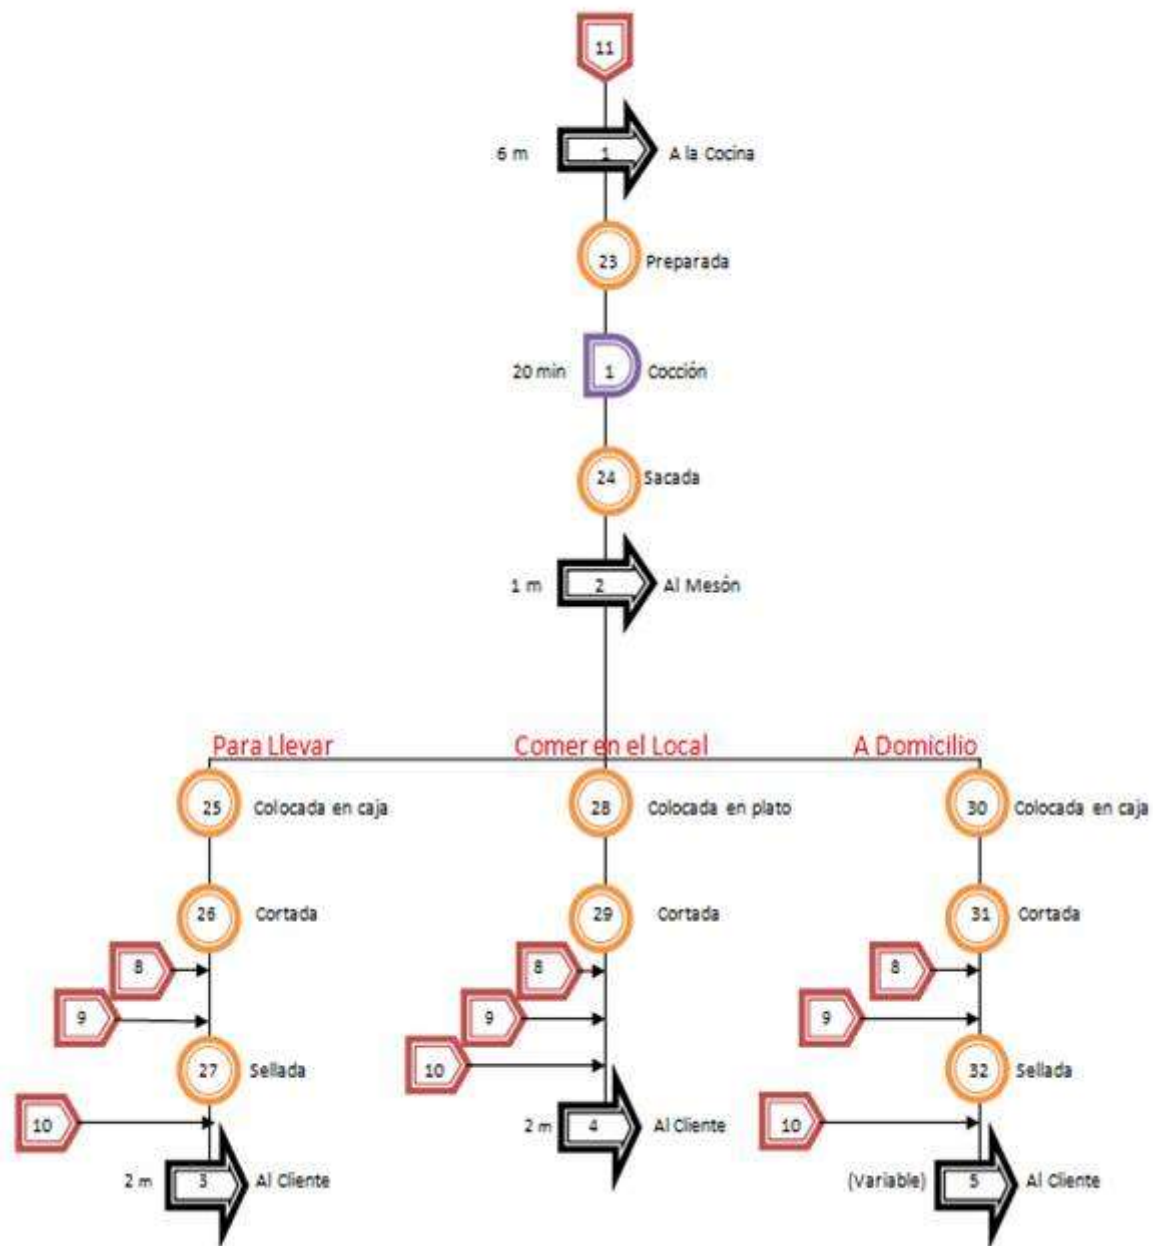 11
6 m 1 A la Cocina
23 Preparada
20 min 1 Cocción
24 Sacada
1 m 2 Al Mesón
Para Llevar Comer en el Local A Domicilio
25 Colocada en caja 28 Colocada en plato 30 Colocada en caja
26 Cortada 29 Cortada 31 Cortada
8 8 8
9 9 9
27 Sellada 10 32 Sellada
10 2 m 4 Al Cliente 10
2 m 3 Al Cliente (Variable) 5 Al Cliente